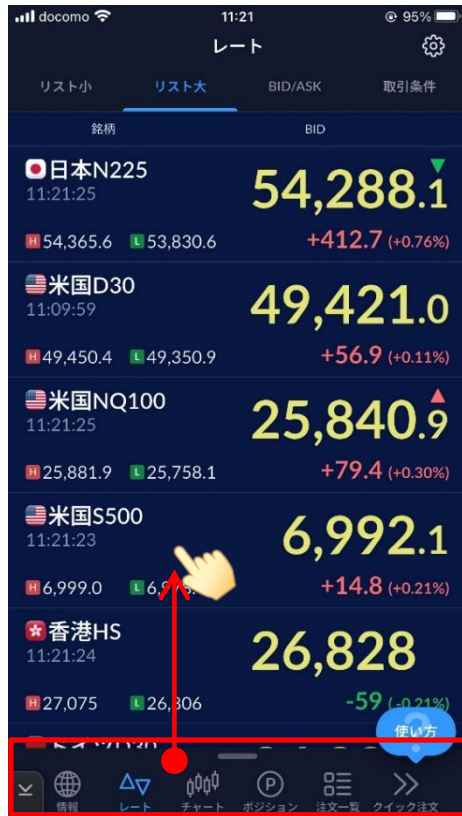 docomo 11:21 95%
レート
リスト小 リスト大 BID/ASK 取引条件
銘柄 BID
日本N225 54,288.1
11:21:25
H 54,365.6 L 53,830.6 +412.7 (+0.76%)
米国D30 49,421.0
11:09:59
H 49,450.4 L 49,350.9 +56.9 (+0.11%)
米国NQ100 25,840.9
11:21:25
H 25,881.9 L 25,758.1 +79.4 (+0.30%)
米国S500 6,992.1
11:21:23
H 6,999.0 L +14.8 (+0.21%)
香港HS 26,828
11:21:24
H 27,075 L 26,306 -59 (-0.21%)
使い方
情報 レート チャート ポジション 注文一覧 クイック注文